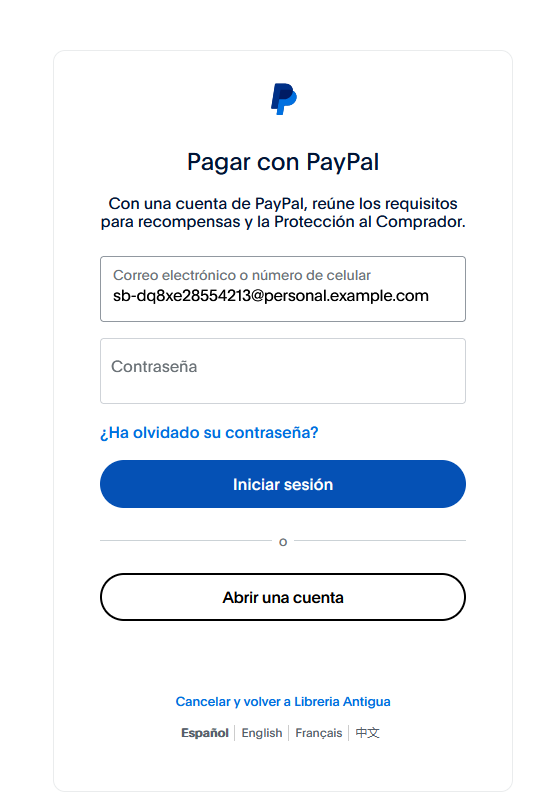 Pagar con PayPal
Con una cuenta de PayPal, reúne los requisitos
para recompensas y la Protección al Comprador.
Correo electrónico o número de celular
sb-dq8xe28554213@personal.example.com
Contraseña
¿Ha olvidado su contraseña?
Iniciar sesión
o
Abrir una cuenta
Cancelar y volver a Libreria Antigua
Español | English | Français | 中文